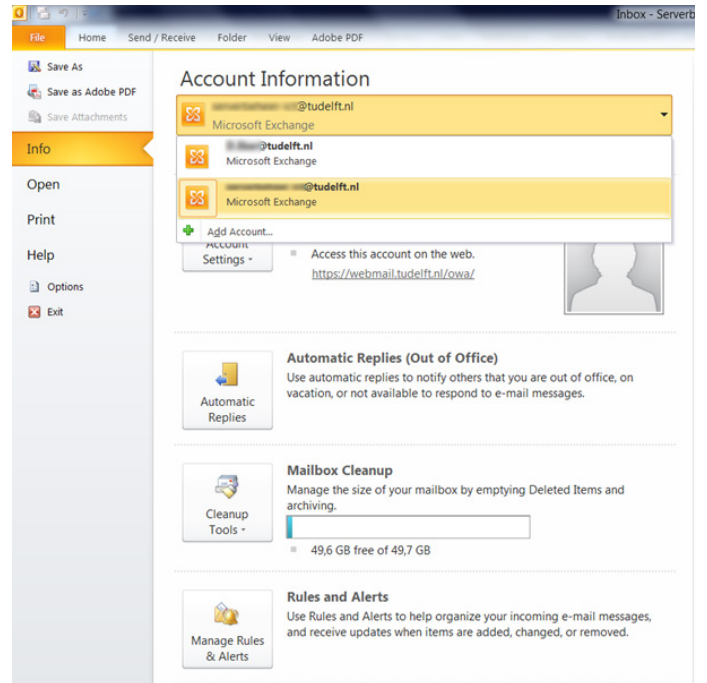 Inbox - Serverb
File Home Send / Receive Folder View Adobe PDF
Save As
Save as Adobe PDF
Save Attachments
Info
Open
Print
Help
Options
Exit
Account Information
@tudelft.nl
Microsoft Exchange
@tudelft.nl
Microsoft Exchange
@tudelft.nl
Microsoft Exchange
Add Account...
Account
Settings
Access this account on the web.
https://webmail.tudelft.nl/owa/
Automatic
Replies
Automatic Replies (Out of Office)
Use automatic replies to notify others that you are out of office, on
vacation, or not available to respond to e-mail messages.
Cleanup
Tools
Mailbox Cleanup
Manage the size of your mailbox by emptying Deleted Items and
archiving.
49,6 GB free of 49,7 GB
Manage Rules
& Alerts
Rules and Alerts
Use Rules and Alerts to help organize your incoming e-mail messages,
and receive updates when items are added, changed, or removed.